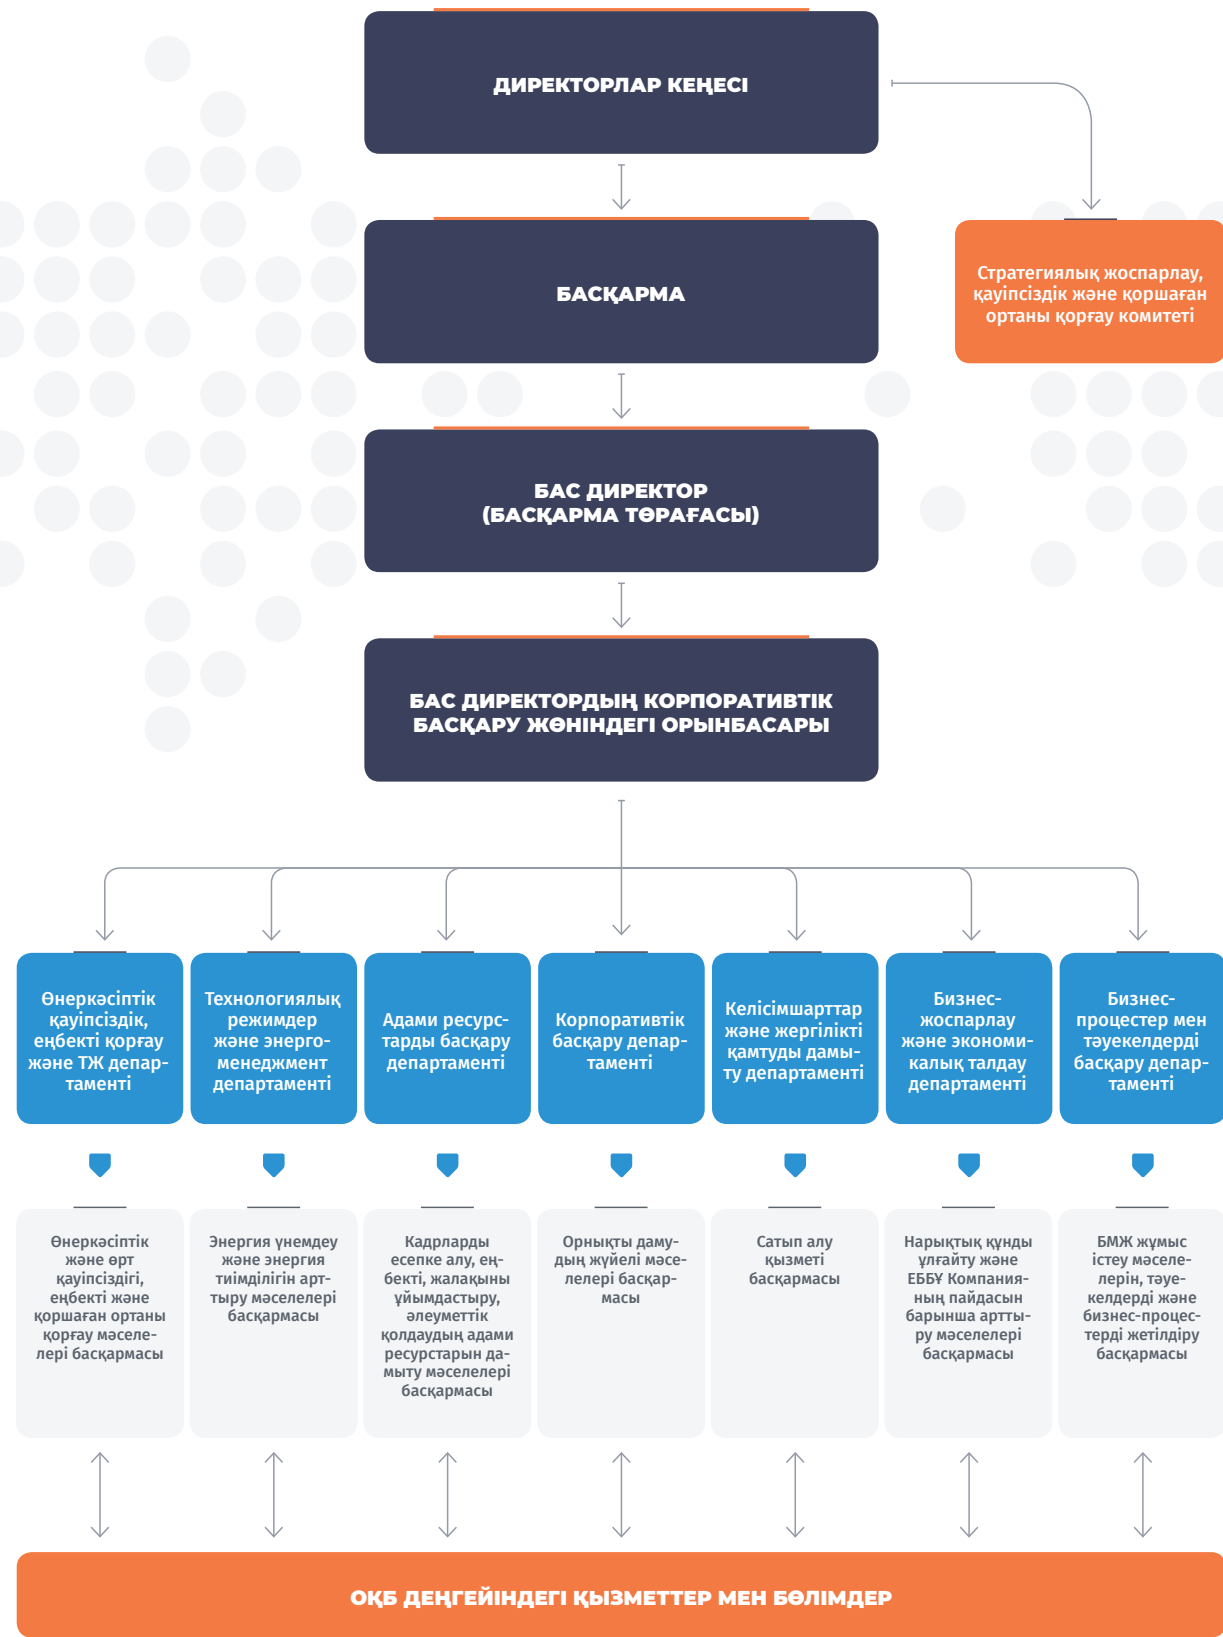 ДИРЕКТОРЛАР КЕҢЕСІ
БАСҚАРМА
Стратегиялық жоспарлау,
қауіпсіздік және қоршаған
ортаны қорғау комитеті
БАС ДИРЕКТОР
(БАСҚАРМА ТӨРАҒАСЫ)
БАС ДИРЕКТОРДЫҢ КОРПОРАТИВТІК
БАСҚАРУ ЖӨНІНДЕГІ ОРЫНБАСАРЫ
Өнеркәсіптік
қауіпсіздік,
еңбекті қорғау
және ТЖ депар-
таменті
Технологиялық
режимдер
және энерго-
менеджмент
департаменті
Адами ресурс-
тарды басқару
департаменті
Корпоративтік
басқару депар-
таменті
Келісімшарттар
және жергілікті
қамтуды дамы-
ту департаменті
Бизнес-
жоспарлау
және экономи-
калық талдау
департаменті
Бизнес-
процестер мен
тәуекелдерді
басқару депар-
таменті
Өнеркәсіптік
және өрт
қауіпсіздігі,
еңбекті және
қоршаған ортаны
қорғау мәселе-
лері басқармасы
Энергия үнемдеу
және энергия
тиімділігін арт-
тыру мәселелері
басқармасы
Кадрларды
есепке алу, ең-
бекті, жалақыны
ұйымдастыру,
әлеуметтік
қолдаудың адами
ресурстарын да-
мыту мәселелері
басқармасы
Орнықты даму-
дың жүйелі мәсе-
лелері басқар-
масы
Сатып алу
қызметі
басқармасы
Нарықтық құнды
ұлғайту және
ЕББҰ Компания-
ның пайдасын
барынша артты-
ру мәселелері
басқармасы
БМЖ жұмыс
істеу мәселе-
лерін, тәуе-
келдерді және
бизнес-процес-
терді жетілдіру
басқармасы
ОҚБ ДЕҢГЕЙІНДЕГІ ҚЫЗМЕТТЕР МЕН БӨЛІМДЕР